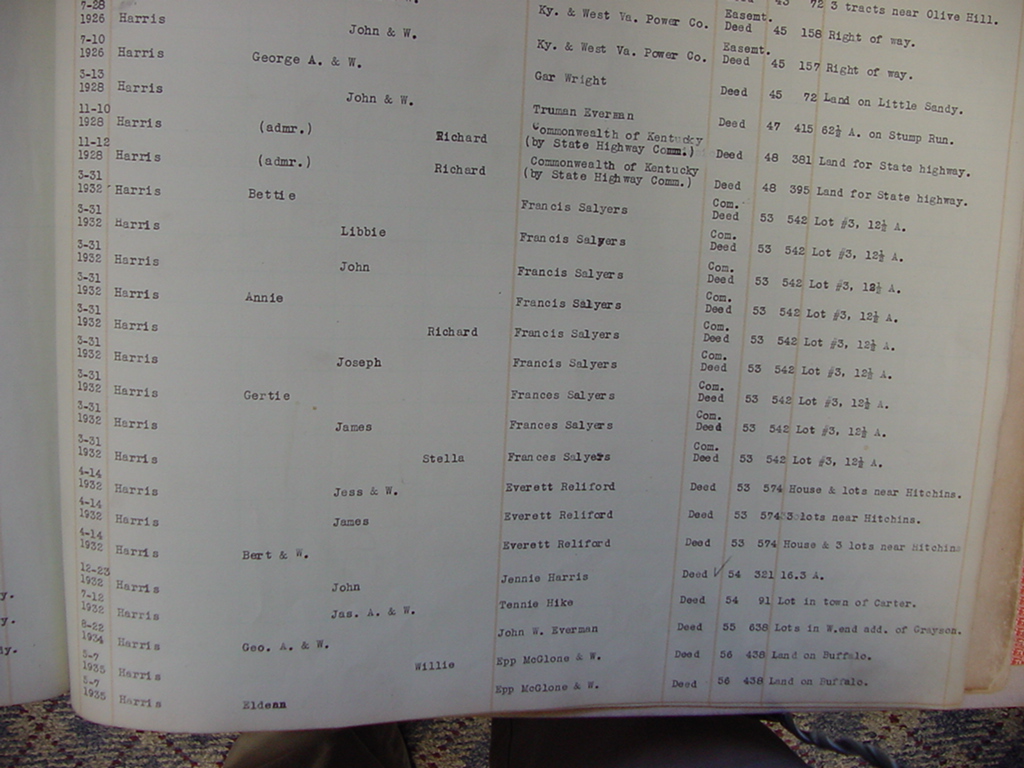 Deed 43 72 3 tracts near Olive Hill.
Ky. & West Va. Power Co. Easemt. Deed 45 158 Right of way.
7-28 1926 Harris John & W. Ky. & West Va. Power Co. Easemt. Deed 45 157 Right of way.
7-10 1926 Harris George A. & W. Gar Wright Deed 45 72 Land on Little Sandy.
3-13 1928 Harris John & W. Truman Everman Deed 47 415 62½ A. on Stump Run.
11-10 1928 Harris (admr.) Richard Commonwealth of Kentucky (by State Highway Comm.) Deed 48 381 Land for State highway.
11-12 1928 Harris (admr.) Richard Commonwealth of Kentucky (by State Highway Comm.) Deed 48 395 Land for State highway.
3-31 1932 Harris Bettie Francis Salyers Com. Deed 53 542 Lot #3, 12½ A.
3-31 1932 Harris Libbie Francis Salyers Com. Deed 53 542 Lot #3, 12½ A.
3-31 1932 Harris John Francis Salyers Com. Deed 53 542 Lot #3, 12½ A.
3-31 1932 Harris Annie Francis Salyers Com. Deed 53 542 Lot #3, 12½ A.
3-31 1932 Harris Richard Francis Salyers Com. Deed 53 542 Lot #3, 12½ A.
3-31 1932 Harris Joseph Francis Salyers Com. Deed 53 542 Lot #3, 12½ A.
3-31 1932 Harris Gertie Frances Salyers Com. Deed 53 542 Lot #3, 12½ A.
3-31 1932 Harris James Frances Salyers Com. Deed 53 542 Lot #3, 12½ A.
3-31 1932 Harris Stella Frances Salyers Com. Deed 53 542 Lot #3, 12½ A.
4-14 1932 Harris Jess & W. Everett Reliford Deed 53 574 House & lots near Hitchins.
4-14 1932 Harris James Everett Reliford Deed 53 574 3 lots near Hitchins.
4-14 1932 Harris Bert & W. Everett Reliford Deed 53 574 House & 3 lots near Hitchins
12-23 1932 Harris John Jennie Harris Deed 54 321 16.3 A.
7-12 1932 Harris Jas. A. & W. Tennie Hike Deed 54 91 Lot in town of Carter.
8-22 1934 Harris Geo. A. & W. John W. Everman Deed 55 638 Lots in W.end add. of Grayson.
5-7 1935 Harris Willie Epp McGlone & W. Deed 56 438 Land on Buffalo.
5-7 1935 Harris Eldean Epp McGlone & W. Deed 56 438 Land on Buffalo.